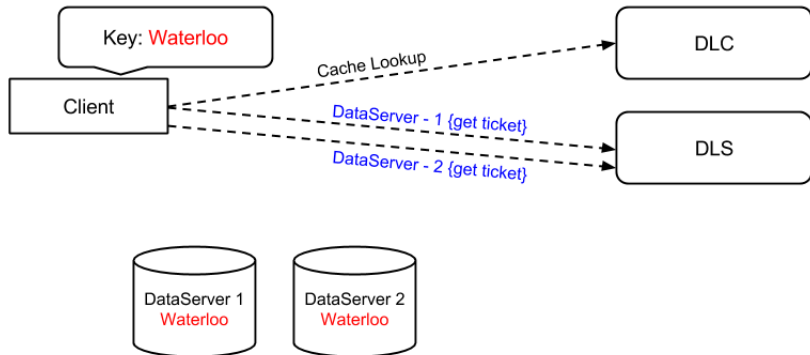 Key: Waterloo
Client
Cache Lookup
DLC
DataServer - 1 {get ticket}
DataServer - 2 {get ticket}
DLS
DataServer 1
Waterloo
DataServer 2
Waterloo